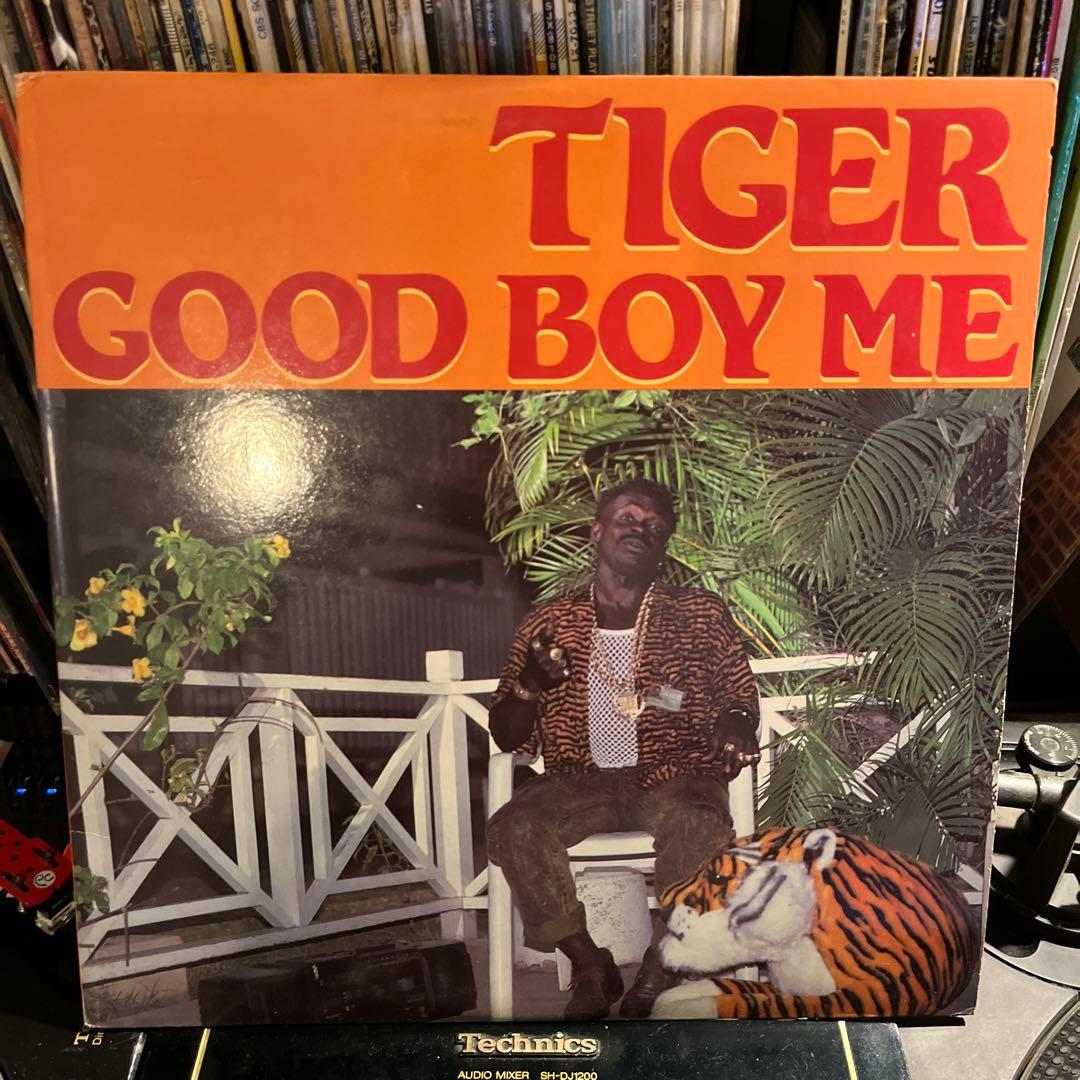 TIGER
GOOD BOY ME
Technics
AUDIO MIXER SH-DJ1200